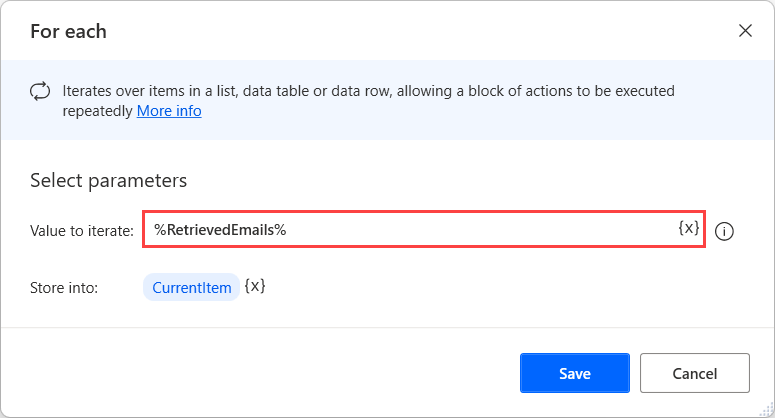 For each
Iterates over items in a list, data table or data row, allowing a block of actions to be executed
repeatedly More info
Select parameters
Value to iterate: %RetrievedEmails% {x}
Store into: CurrentItem {x}
Save Cancel